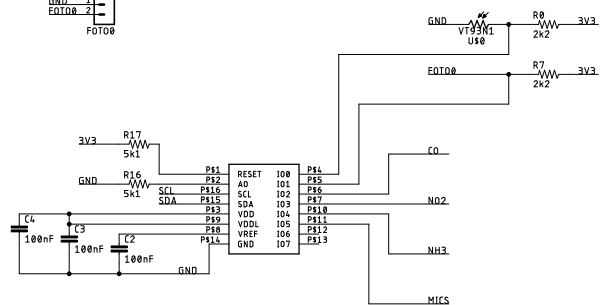 GND 1
FOTO0 2
FOTO0
GND
VT93N1
U$0
R0
2k2
3V3
FOTO0
R7
2k2
3V3
3V3
R17
5k1
GND
R16
5k1
SCL
SDA
P$1 RESET IO0 P$4
P$2 A0 IO1 P$5
P$16 SCL IO2 P$6
P$15 SDA IO3 P$7
P$3 VDD IO4 P$10
P$9 VDDL IO5 P$11
P$8 VREF IO6 P$12
P$14 GND IO7 P$13
C4
100nF
C3
100nF
C2
100nF
GND
CO
NO2
NH3
MICS